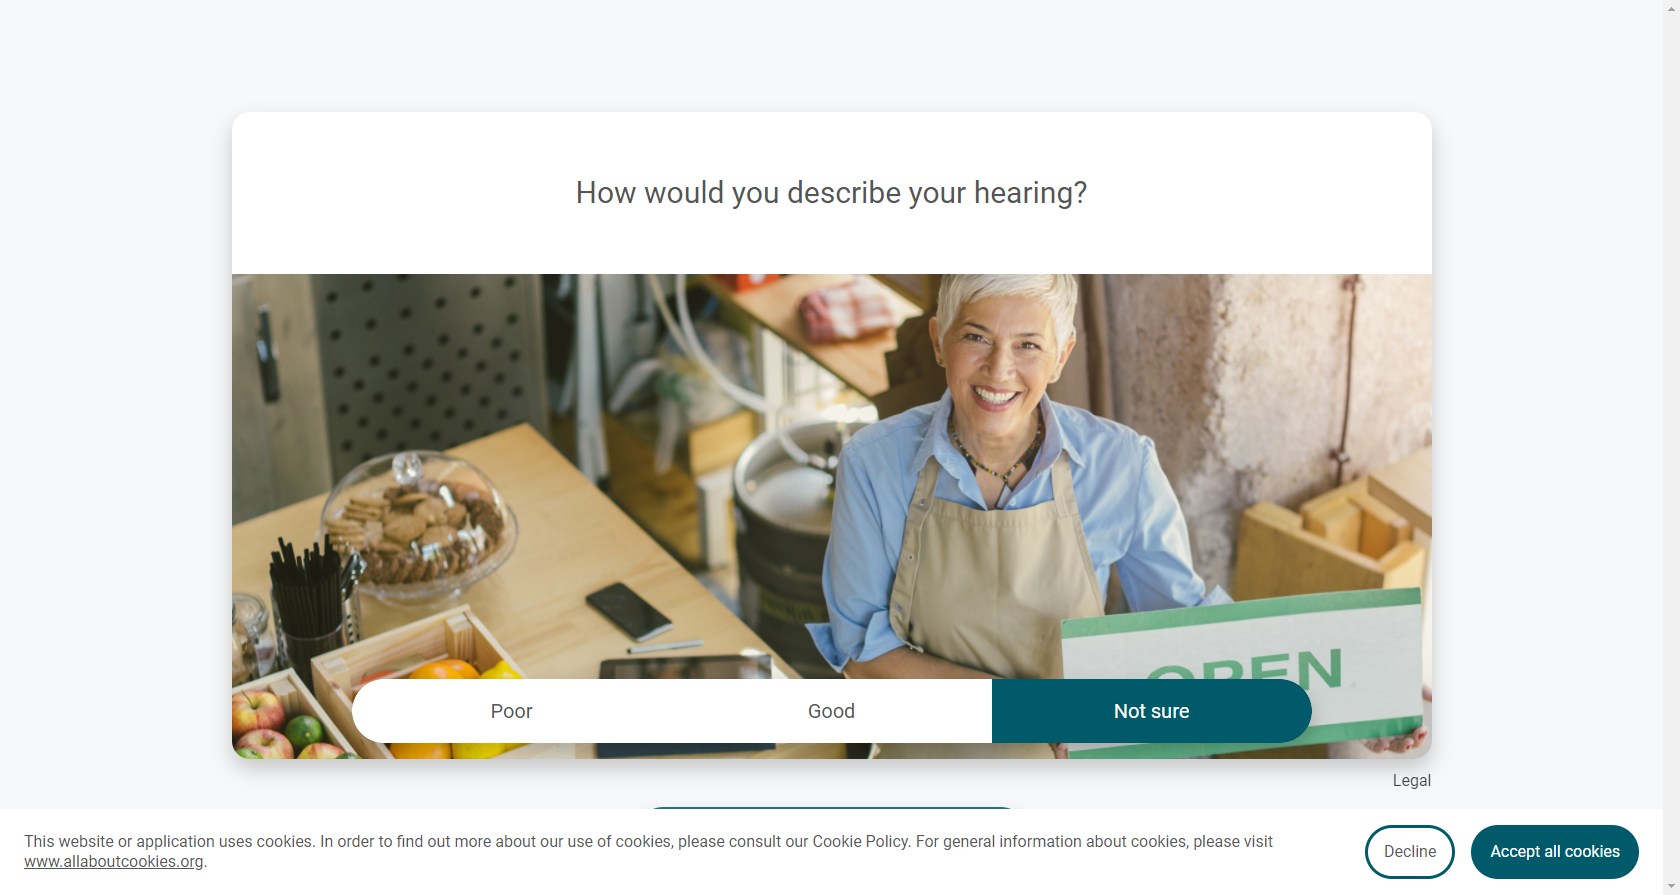 How would you describe your hearing?
OPEN
Poor
Good
Not sure
Legal
This website or application uses cookies. In order to find out more about our use of cookies, please consult our Cookie Policy. For general information about cookies, please visit
www.allaboutcookies.org.
Decline
Accept all cookies